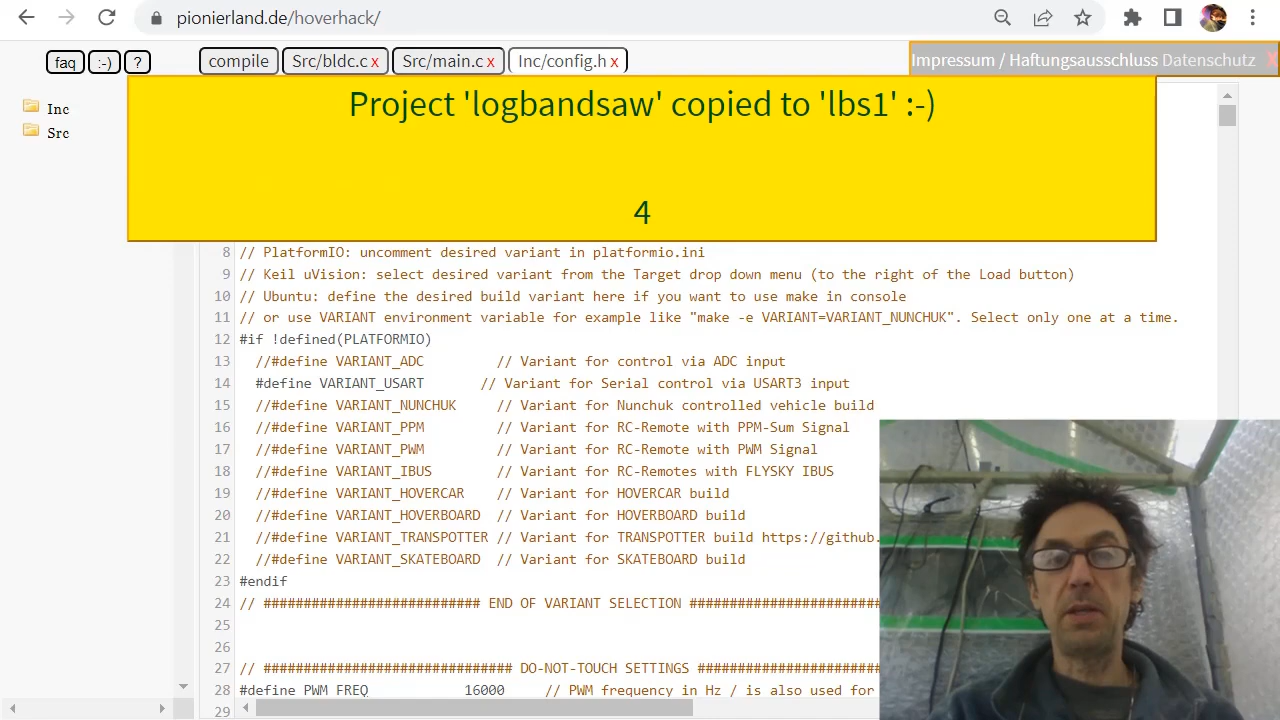 pionierland.de/hoverhack/
faq :-) ? compile Src/bldc.c x Src/main.c x Inc/config.h x Impressum / Haftungsausschluss Datenschutz x
Inc
Src
Project 'logbandsaw' copied to 'lbs1' :-)
4
8 // PlatformIO: uncomment desired variant in platformio.ini
9 // Keil uVision: select desired variant from the Target drop down menu (to the right of the Load button)
10 // Ubuntu: define the desired build variant here if you want to use make in console
11 // or use VARIANT environment variable for example like "make -e VARIANT=VARIANT_NUNCHUK". Select only one at a time.
12 #if !defined(PLATFORMIO)
13 //#define VARIANT_ADC // Variant for control via ADC input
14 #define VARIANT_USART // Variant for Serial control via USART3 input
15 //#define VARIANT_NUNCHUK // Variant for Nunchuk controlled vehicle build
16 //#define VARIANT_PPM // Variant for RC-Remote with PPM-Sum Signal
17 //#define VARIANT_PWM // Variant for RC-Remote with PWM Signal
18 //#define VARIANT_IBUS // Variant for RC-Remotes with FLYSKY IBUS
19 //#define VARIANT_HOVERCAR // Variant for HOVERCAR build
20 //#define VARIANT_HOVERBOARD // Variant for HOVERBOARD build
21 //#define VARIANT_TRANSPOTTER // Variant for TRANSPOTTER build https://github.
22 //#define VARIANT_SKATEBOARD // Variant for SKATEBOARD build
23 #endif
24 // ########################### END OF VARIANT SELECTION ########################
25
26
27 // ############################### DO-NOT-TOUCH SETTINGS #######################
28 #define PWM_FREQ 16000 // PWM frequency in Hz / is also used for
29